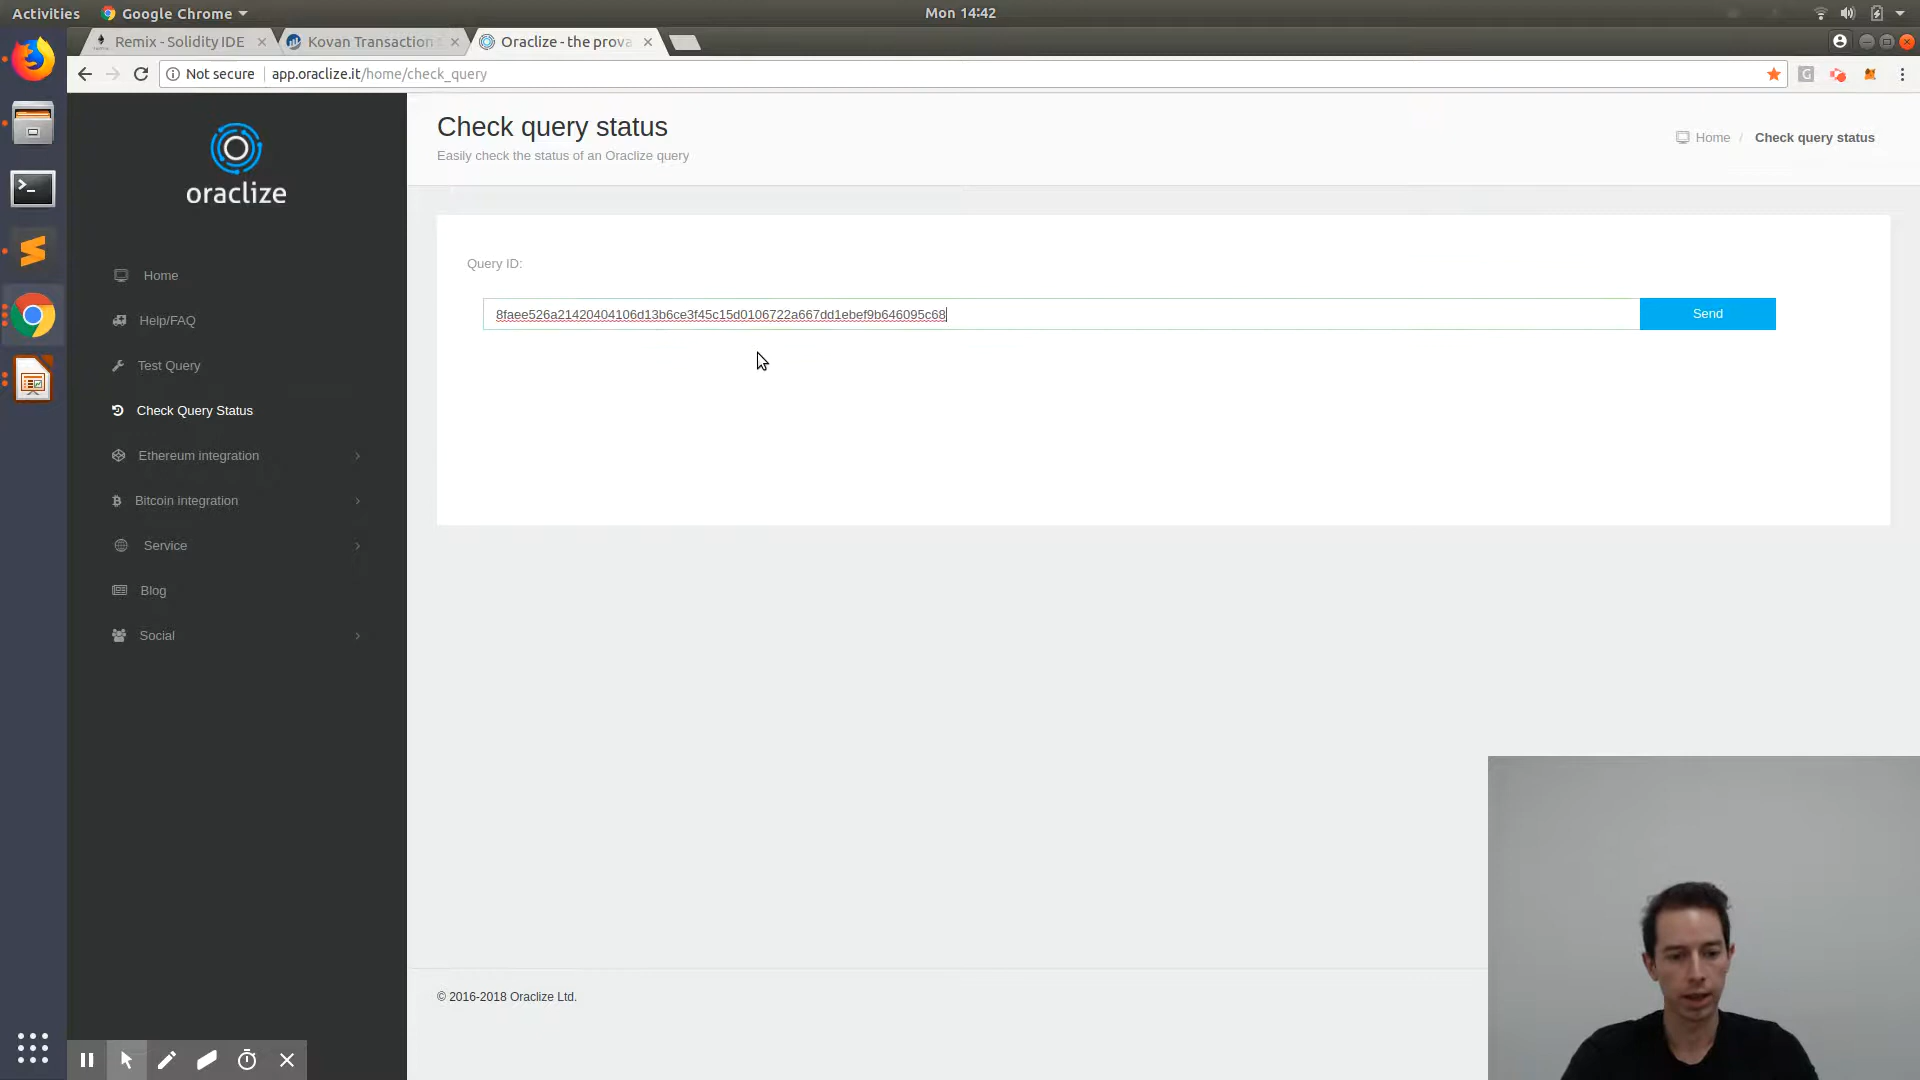 Activities
Google Chrome
Mon 14:42
Remix - Solidity IDE
Kovan Transaction
Oraclize - the prova
Not secure
app.oraclize.it/home/check_query
oraclize
Home
Help/FAQ
Test Query
Check Query Status
Ethereum integration
Bitcoin integration
Service
Blog
Social
Check query status
Easily check the status of an Oraclize query
Home / Check query status
Query ID:
8faee526a21420404106d13b6ce3f45c15d0106722a667dd1ebef9b646095c68
Send
© 2016-2018 Oraclize Ltd.